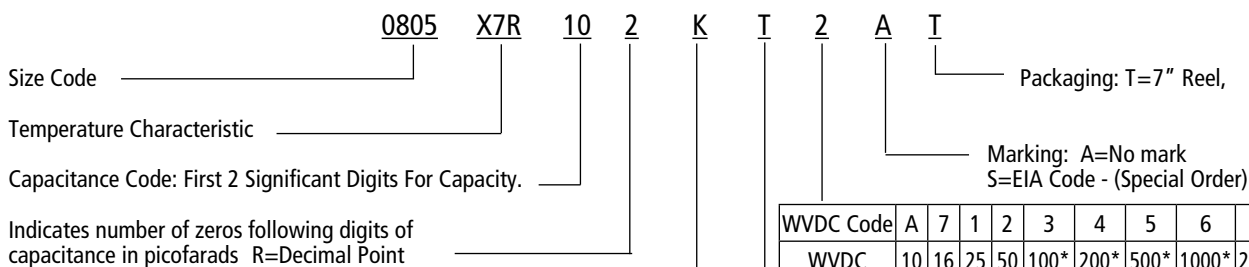 0805 X7R 10 2 K T 2 A T
Size Code
Packaging: T=7" Reel,
Temperature Characteristic
Marking: A=No mark
S=EIA Code - (Special Order)
Capacitance Code: First 2 Significant Digits For Capacity.
Indicates number of zeros following digits of
capacitance in picofarads R=Decimal Point
WVDC Code A 7 1 2 3 4 5 6
WVDC 10 16 25 50 100* 200* 500* 1000*